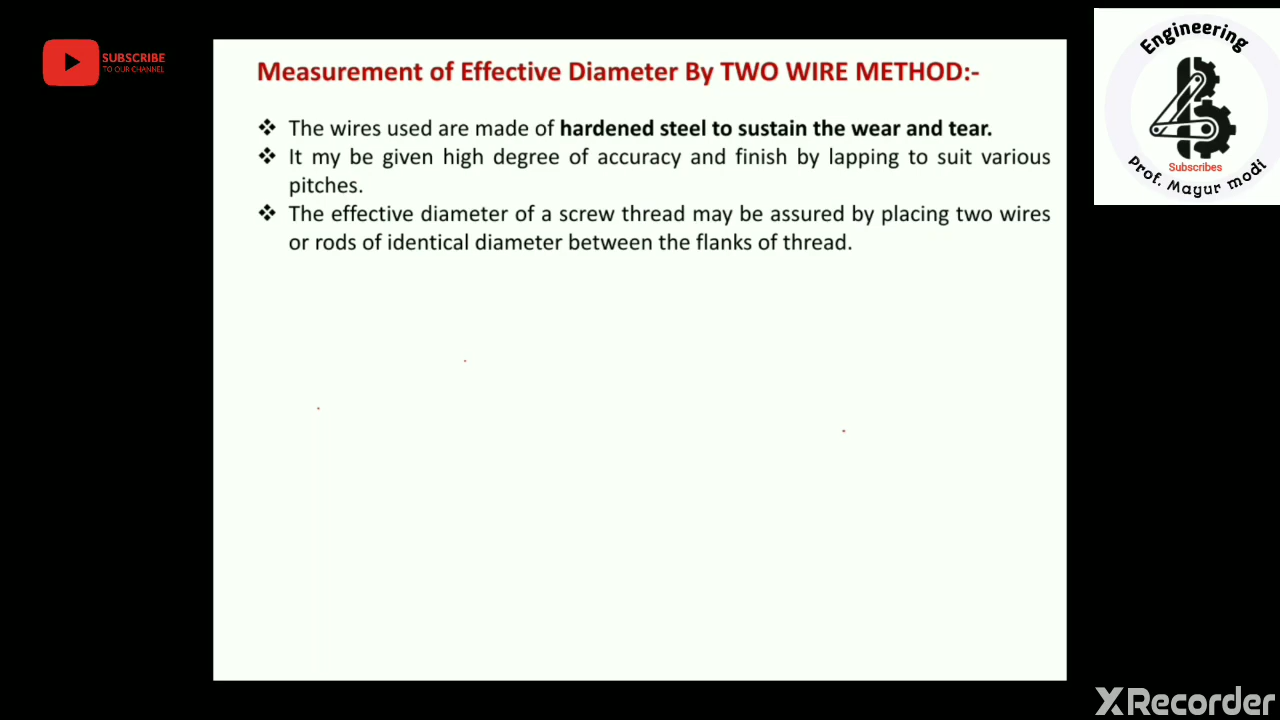 SUBSCRIBE
TO OUR CHANNEL
Engineering
Subscribes
Prof. Mayur modi
Measurement of Effective Diameter By TWO WIRE METHOD:-
❖ The wires used are made of hardened steel to sustain the wear and tear.
❖ It my be given high degree of accuracy and finish by lapping to suit various
pitches.
❖ The effective diameter of a screw thread may be assured by placing two wires
or rods of identical diameter between the flanks of thread.
XRecorder